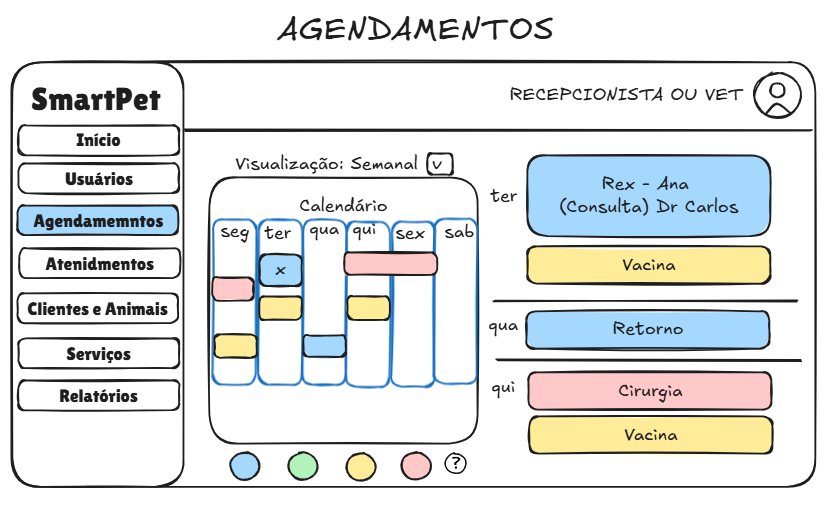 AGENDAMENTOS
SmartPet
Início
Usuários
Agendamemntos
Atenidmentos
Clientes e Animais
Serviços
Relatórios
RECEPCIONISTA OU VET
Visualização: Semanal v
Calendário
seg ter qua qui sex sab
x
?
ter
Rex - Ana
(Consulta) Dr Carlos
Vacina
qua
Retorno
qui
Cirurgia
Vacina